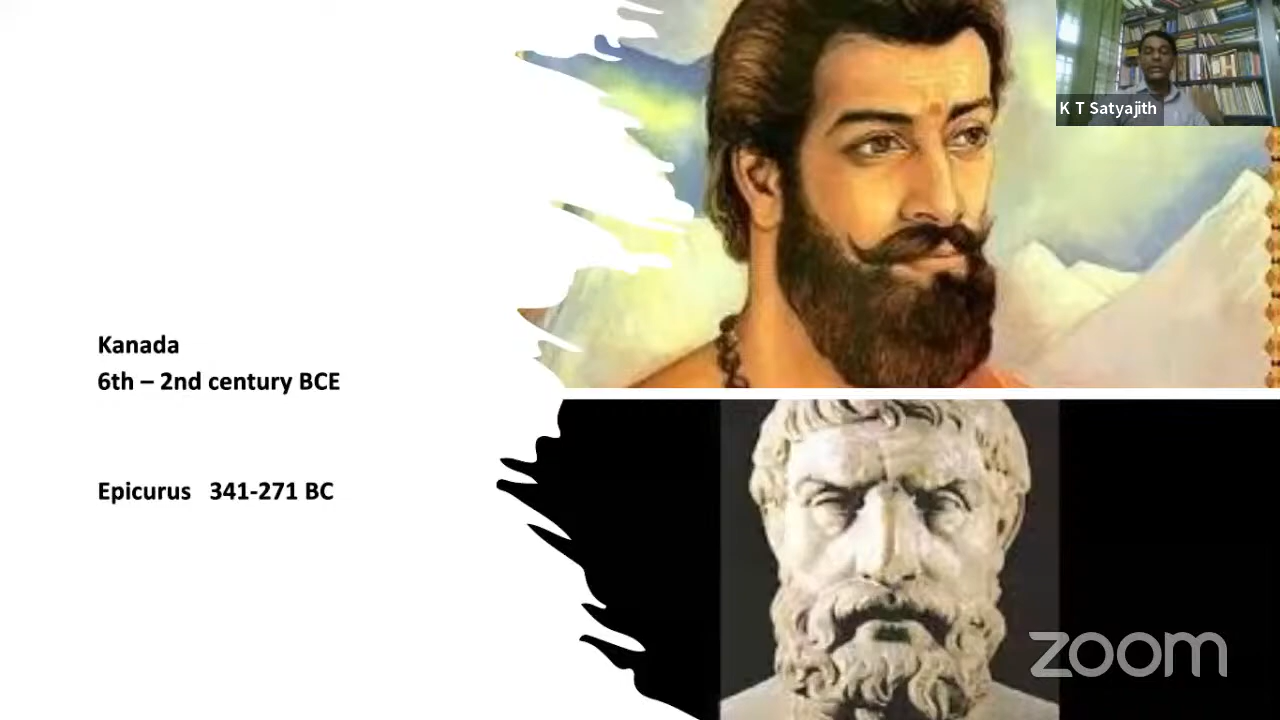 K T Satyajith
Kanada
6th – 2nd century BCE
Epicurus 341-271 BC
zoom